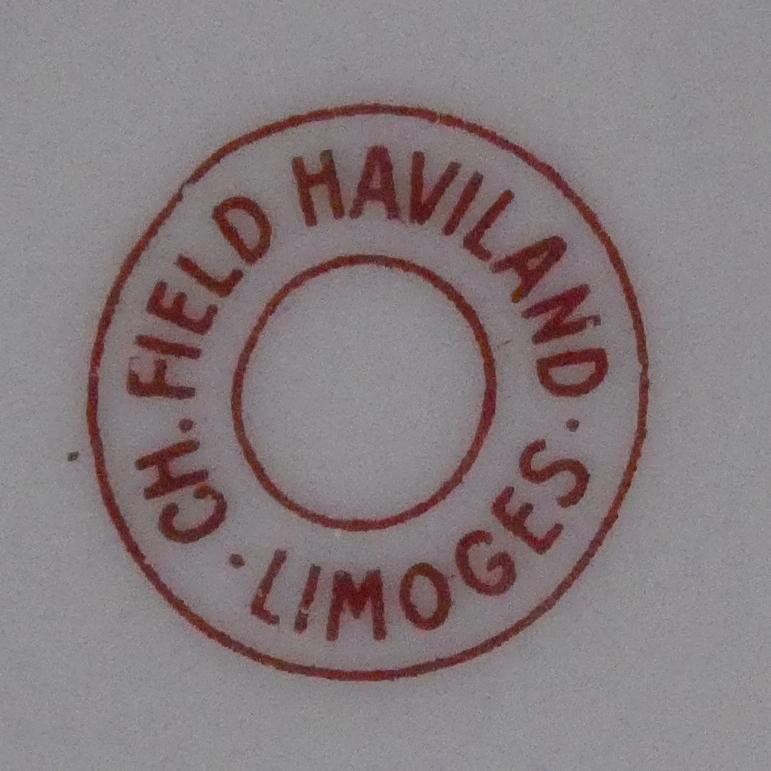 CH. FIELD HAVILAND
· LIMOGES ·